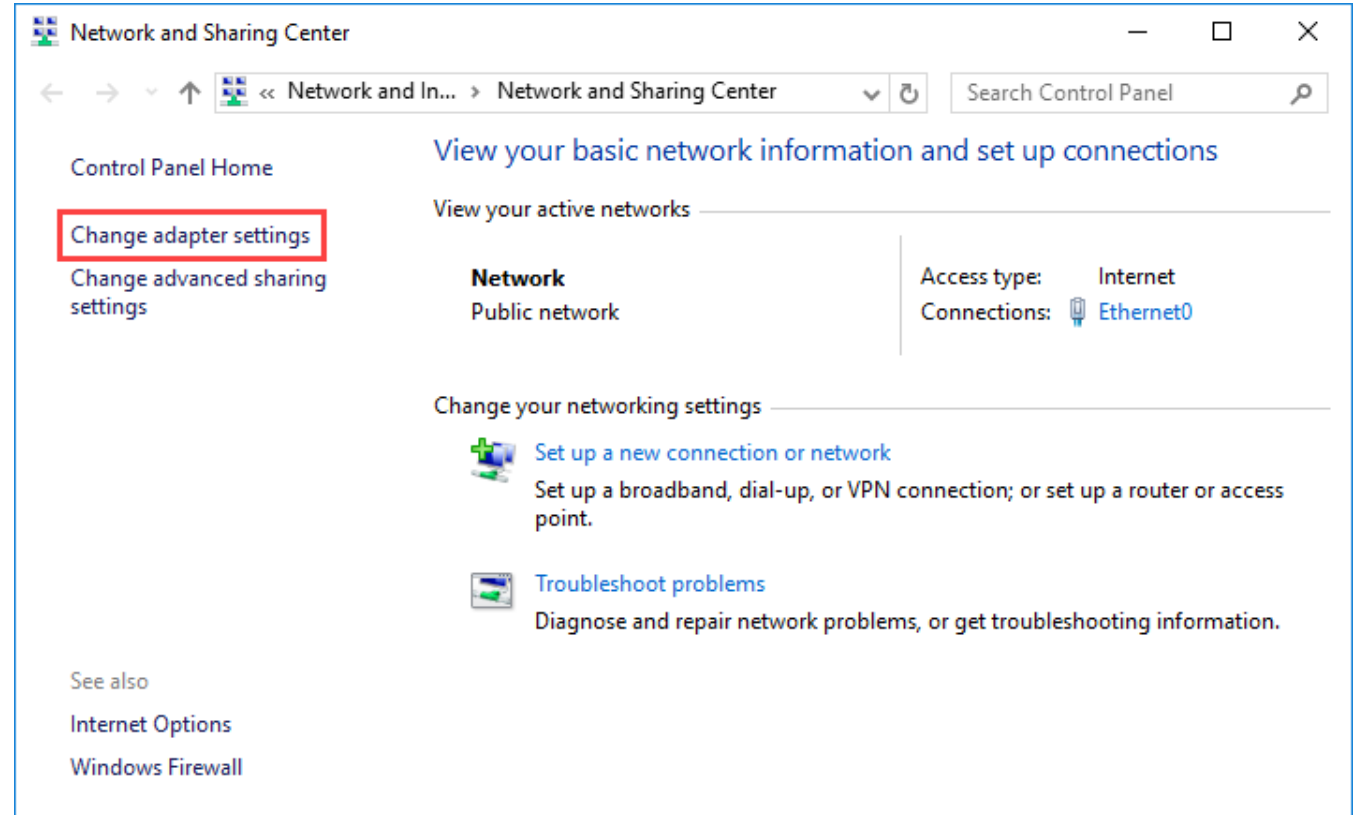 Network and Sharing Center
« Network and In... › Network and Sharing Center
Search Control Panel
Control Panel Home
Change adapter settings
Change advanced sharing
settings
See also
Internet Options
Windows Firewall
View your basic network information and set up connections
View your active networks
Network
Public network
Access type: Internet
Connections: Ethernet0
Change your networking settings
Set up a new connection or network
Set up a broadband, dial-up, or VPN connection; or set up a router or access
point.
Troubleshoot problems
Diagnose and repair network problems, or get troubleshooting information.